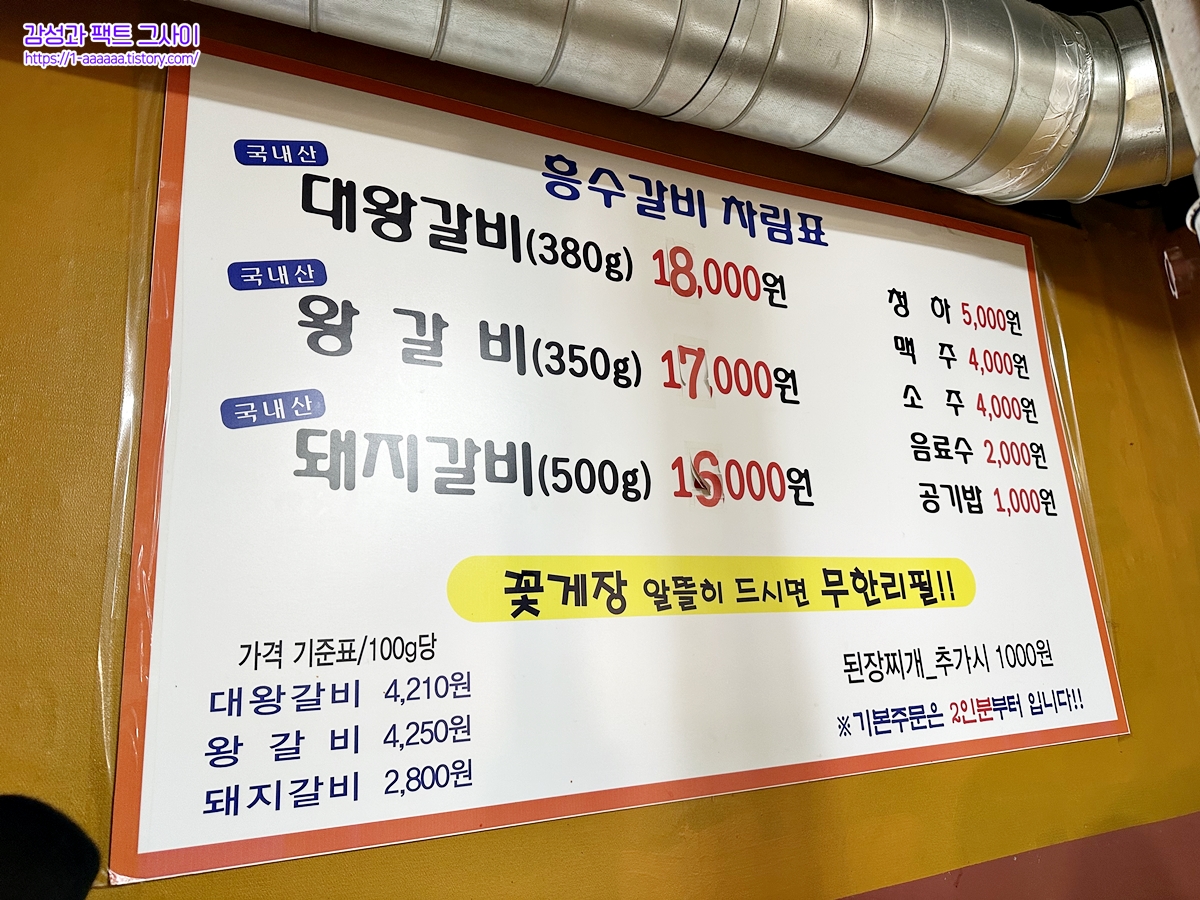 감성과 팩트 그사이
https://1-aaaaaa.tistory.com/
흥수갈비 차림표
국내산
대왕갈비(380g) 18,000원
국내산
왕 갈 비(350g) 17,000원
국내산
돼지갈비(500g) 16000원
청 하 5,000원
맥 주 4,000원
소 주 4,000원
음료수 2,000원
공기밥 1,000원
꽃게장 알뜰히 드시면 무한리필!!
가격 기준표/100g당
대왕갈비 4,210원
왕 갈 비 4,250원
돼지갈비 2,800원
된장찌개_추가시 1000원
※기본주문은 2인분부터 입니다!!